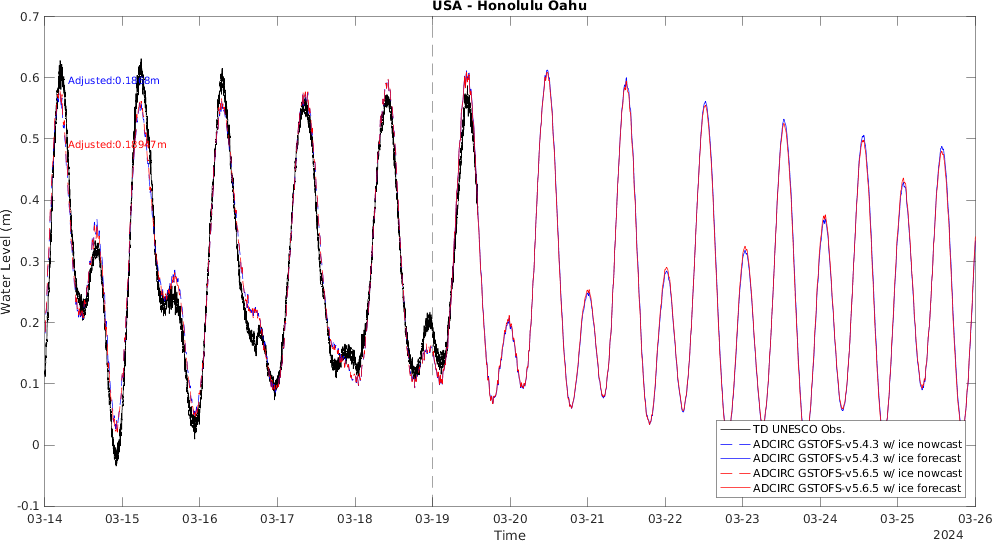 USA - Honolulu Oahu
0.7
0.6
0.5
0.4
0.3
0.2
0.1
0
-0.1
Water Level (m)
Adjusted:
Adjusted:
TD UNESCO Obs.
ADCIRC GSTOFS-v5.4.3 w/ ice nowcast
ADCIRC GSTOFS-v5.4.3 w/ ice forecast
ADCIRC GSTOFS-v5.6.5 w/ ice nowcast
ADCIRC GSTOFS-v5.6.5 w/ ice forecast
03-14 03-15 03-16 03-17 03-18 03-19 03-20 03-21 03-22 03-23 03-24 03-25 03-26
Time
2024